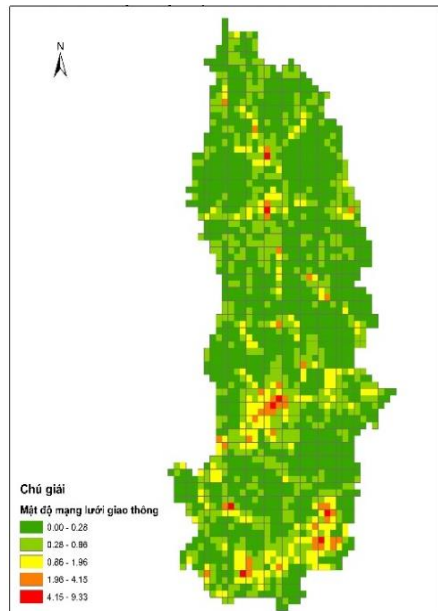 N
Chú giải
Mật độ mạng lưới giao thông
0.00 - 0.28
0.28 - 0.86
0.86 - 1.96
1.96 - 4.15
4.15 - 9.33